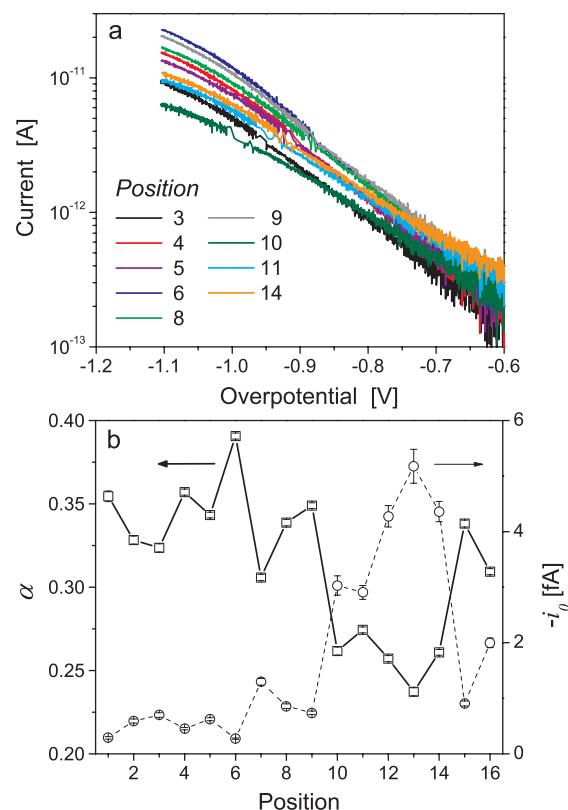 a
10⁻¹¹
10⁻¹²
10⁻¹³
Current [A]
Position
3
4
5
6
8
9
10
11
14
-1.2 -1.1 -1.0 -0.9 -0.8 -0.7 -0.6
Overpotential [V]
b
0.40
0.35
0.30
0.25
0.20
α
6
4
2
0
-i₀ [fA]
1 2 4 6 8 10 12 14 16
Position